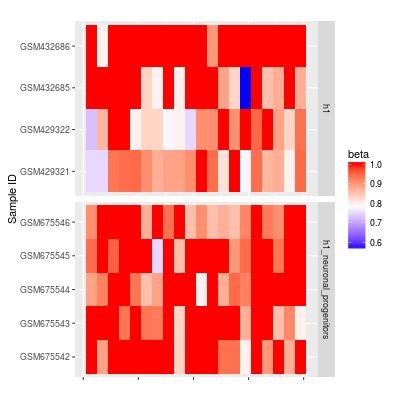 GSM432686
GSM432685
GSM429322
GSM429321
h1
GSM675546
GSM675545
GSM675544
GSM675543
GSM675542
h1_neuronal_progenitors
Sample ID
beta
1.0
0.9
0.8
0.7
0.6